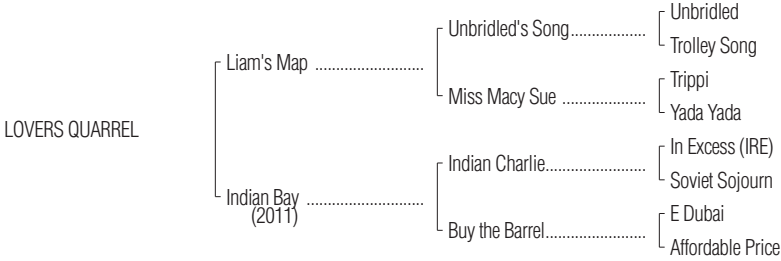 Unbridled
Unbridled's Song..................
Trolley Song
Liam's Map ..........................
Trippi
Miss Macy Sue ....................
Yada Yada
LOVERS QUARREL
In Excess (IRE)
Indian Charlie........................
Soviet Sojourn
Indian Bay ............................
(2011)
E Dubai
Buy the Barrel........................
Affordable Price